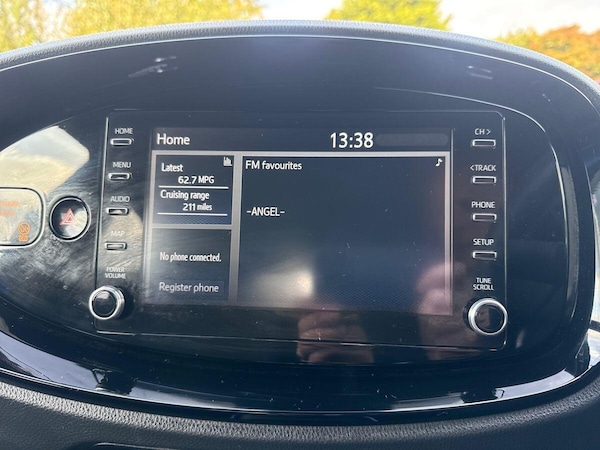 Home
13:38
Latest
62.7 MPG
Cruising range
211 miles
No phone connected.
Register phone
FM favourites
-ANGEL-
HOME
MENU
AUDIO
MAP
POWER
VOLUME
CH >
<TRACK
PHONE
SETUP
TUNE
SCROLL